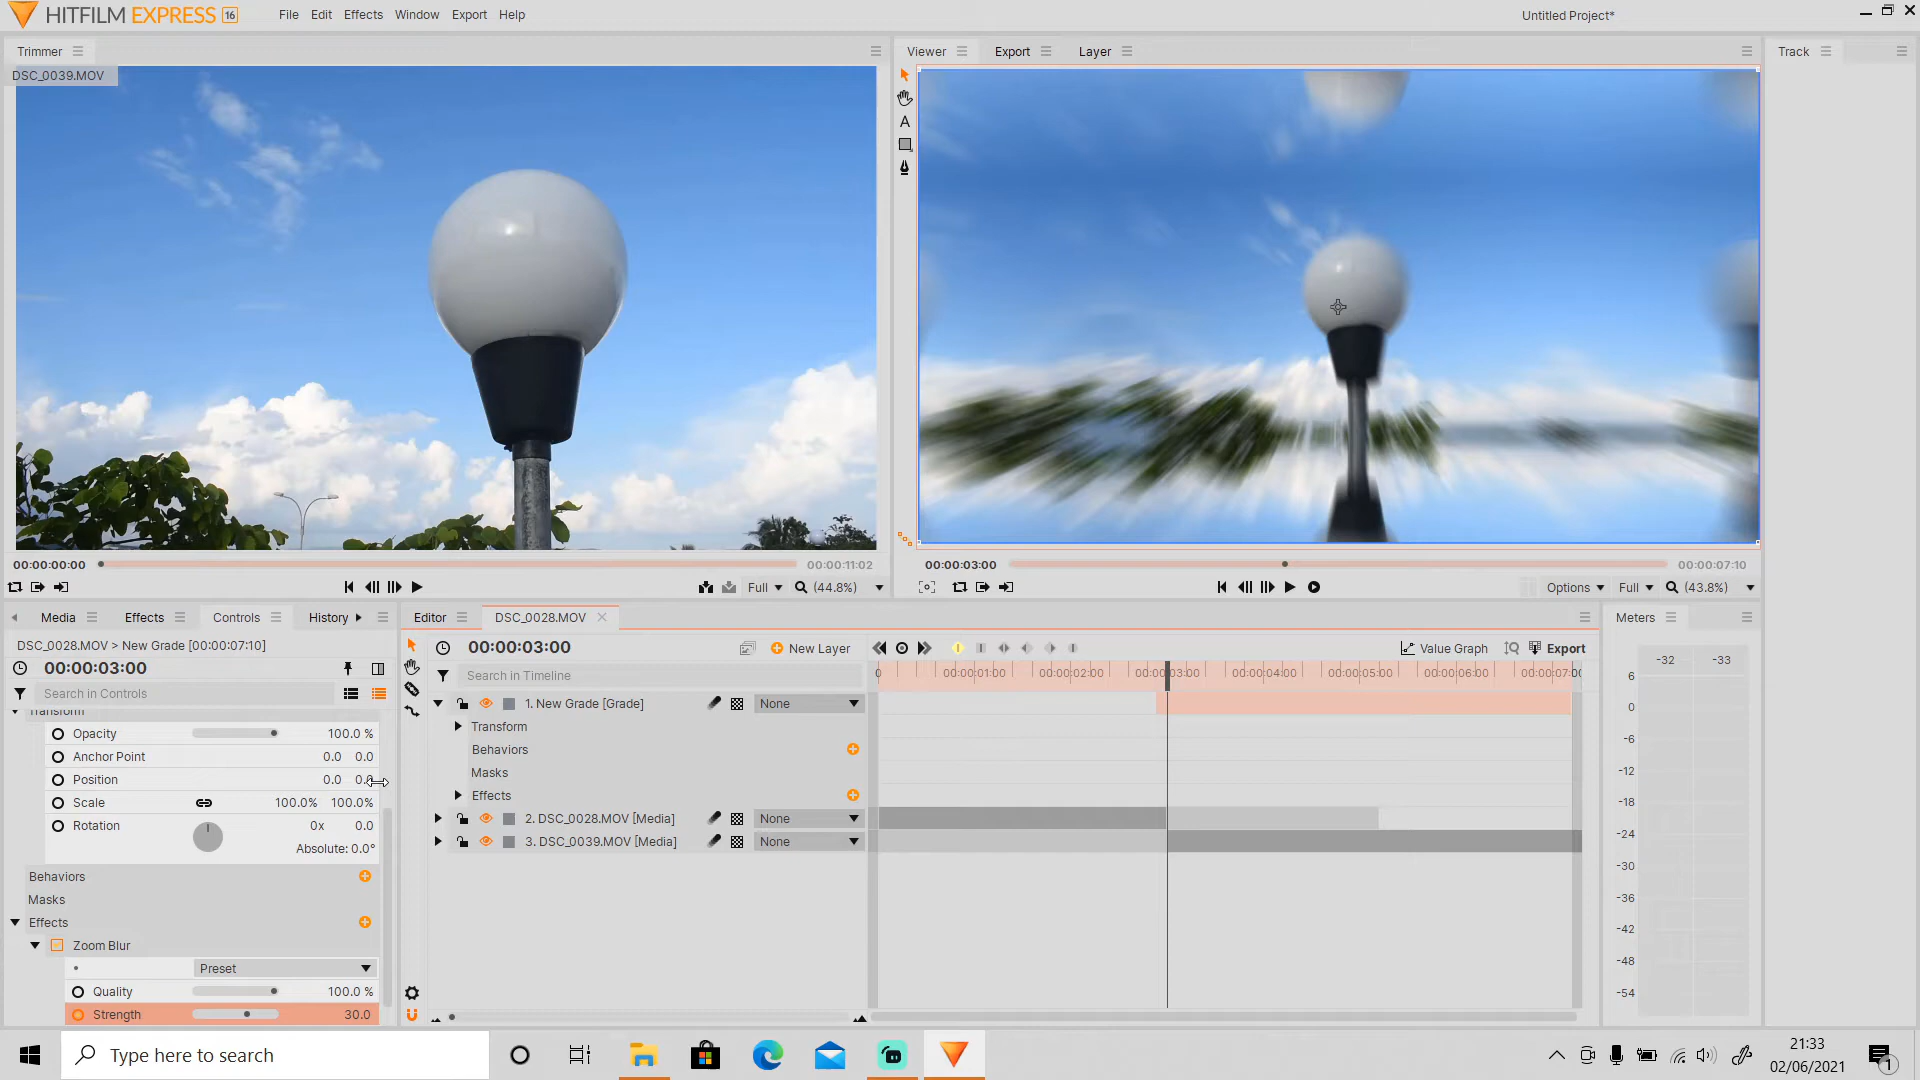 HITFILM EXPRESS 16
File Edit Effects Window Export Help
Untitled Project*
Trimmer
Viewer Export Layer
Track
DSC_0039.MOV
A
00:00:00:00
00:00:11:02
00:00:03:00
00:00:07:10
Full (44.8%)
Options Full (43.8%)
Media Effects Controls History
Editor DSC_0028.MOV
Meters
DSC_0028.MOV > New Grade [00:00:07:10]
00:00:03:00
Search in Controls
00:00:03:00
New Layer
Value Graph
Export
Search in Timeline
0 00:00:01:00 00:00:02:00 00:00:03:00 00:00:04:00 00:00:05:00 00:00:06:00 00:00:07:0
Transform
Opacity 100.0 %
Anchor Point 0.0 0.0
Position 0.0 0.0
Scale 100.0% 100.0%
Rotation 0x 0.0
Absolute: 0.0°
Behaviors
Masks
Effects
Zoom Blur
Preset
Quality 100.0 %
Strength 30.0
1. New Grade [Grade] None
Transform
Behaviors
Masks
Effects
2. DSC_0028.MOV [Media] None
3. DSC_0039.MOV [Media] None
-32 -33
6
0
-6
-12
-18
-24
-30
-36
-42
-48
-54
Type here to search
21:33
02/06/2021
1